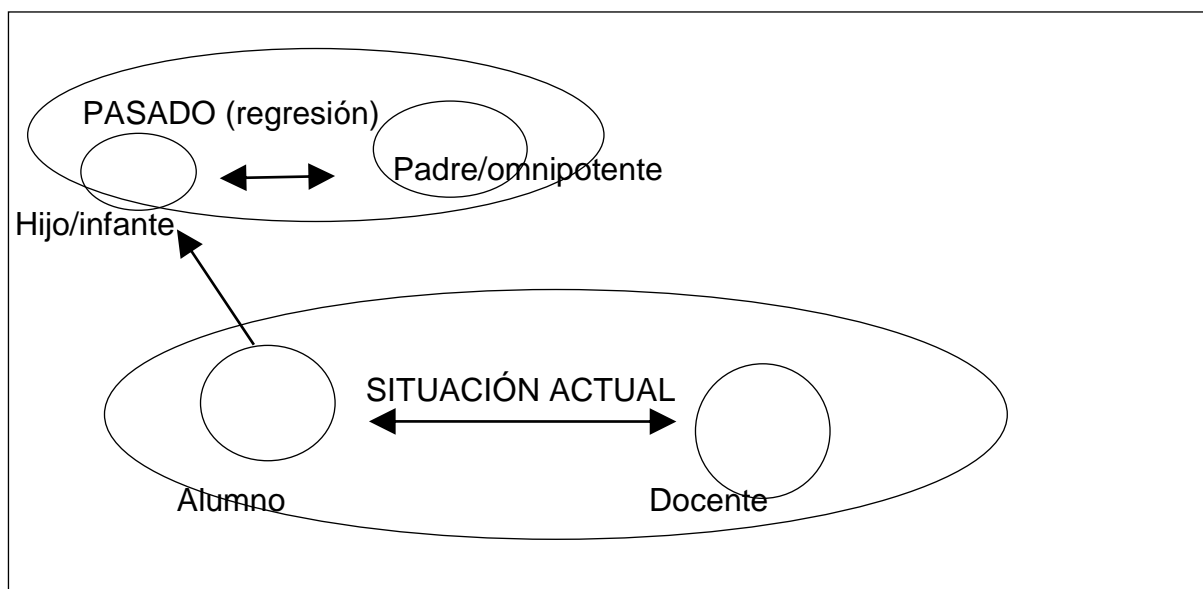 PASADO (regresión)
Padre/omnipotente
Hijo/infante
SITUACIÓN ACTUAL
Alumno
Docente